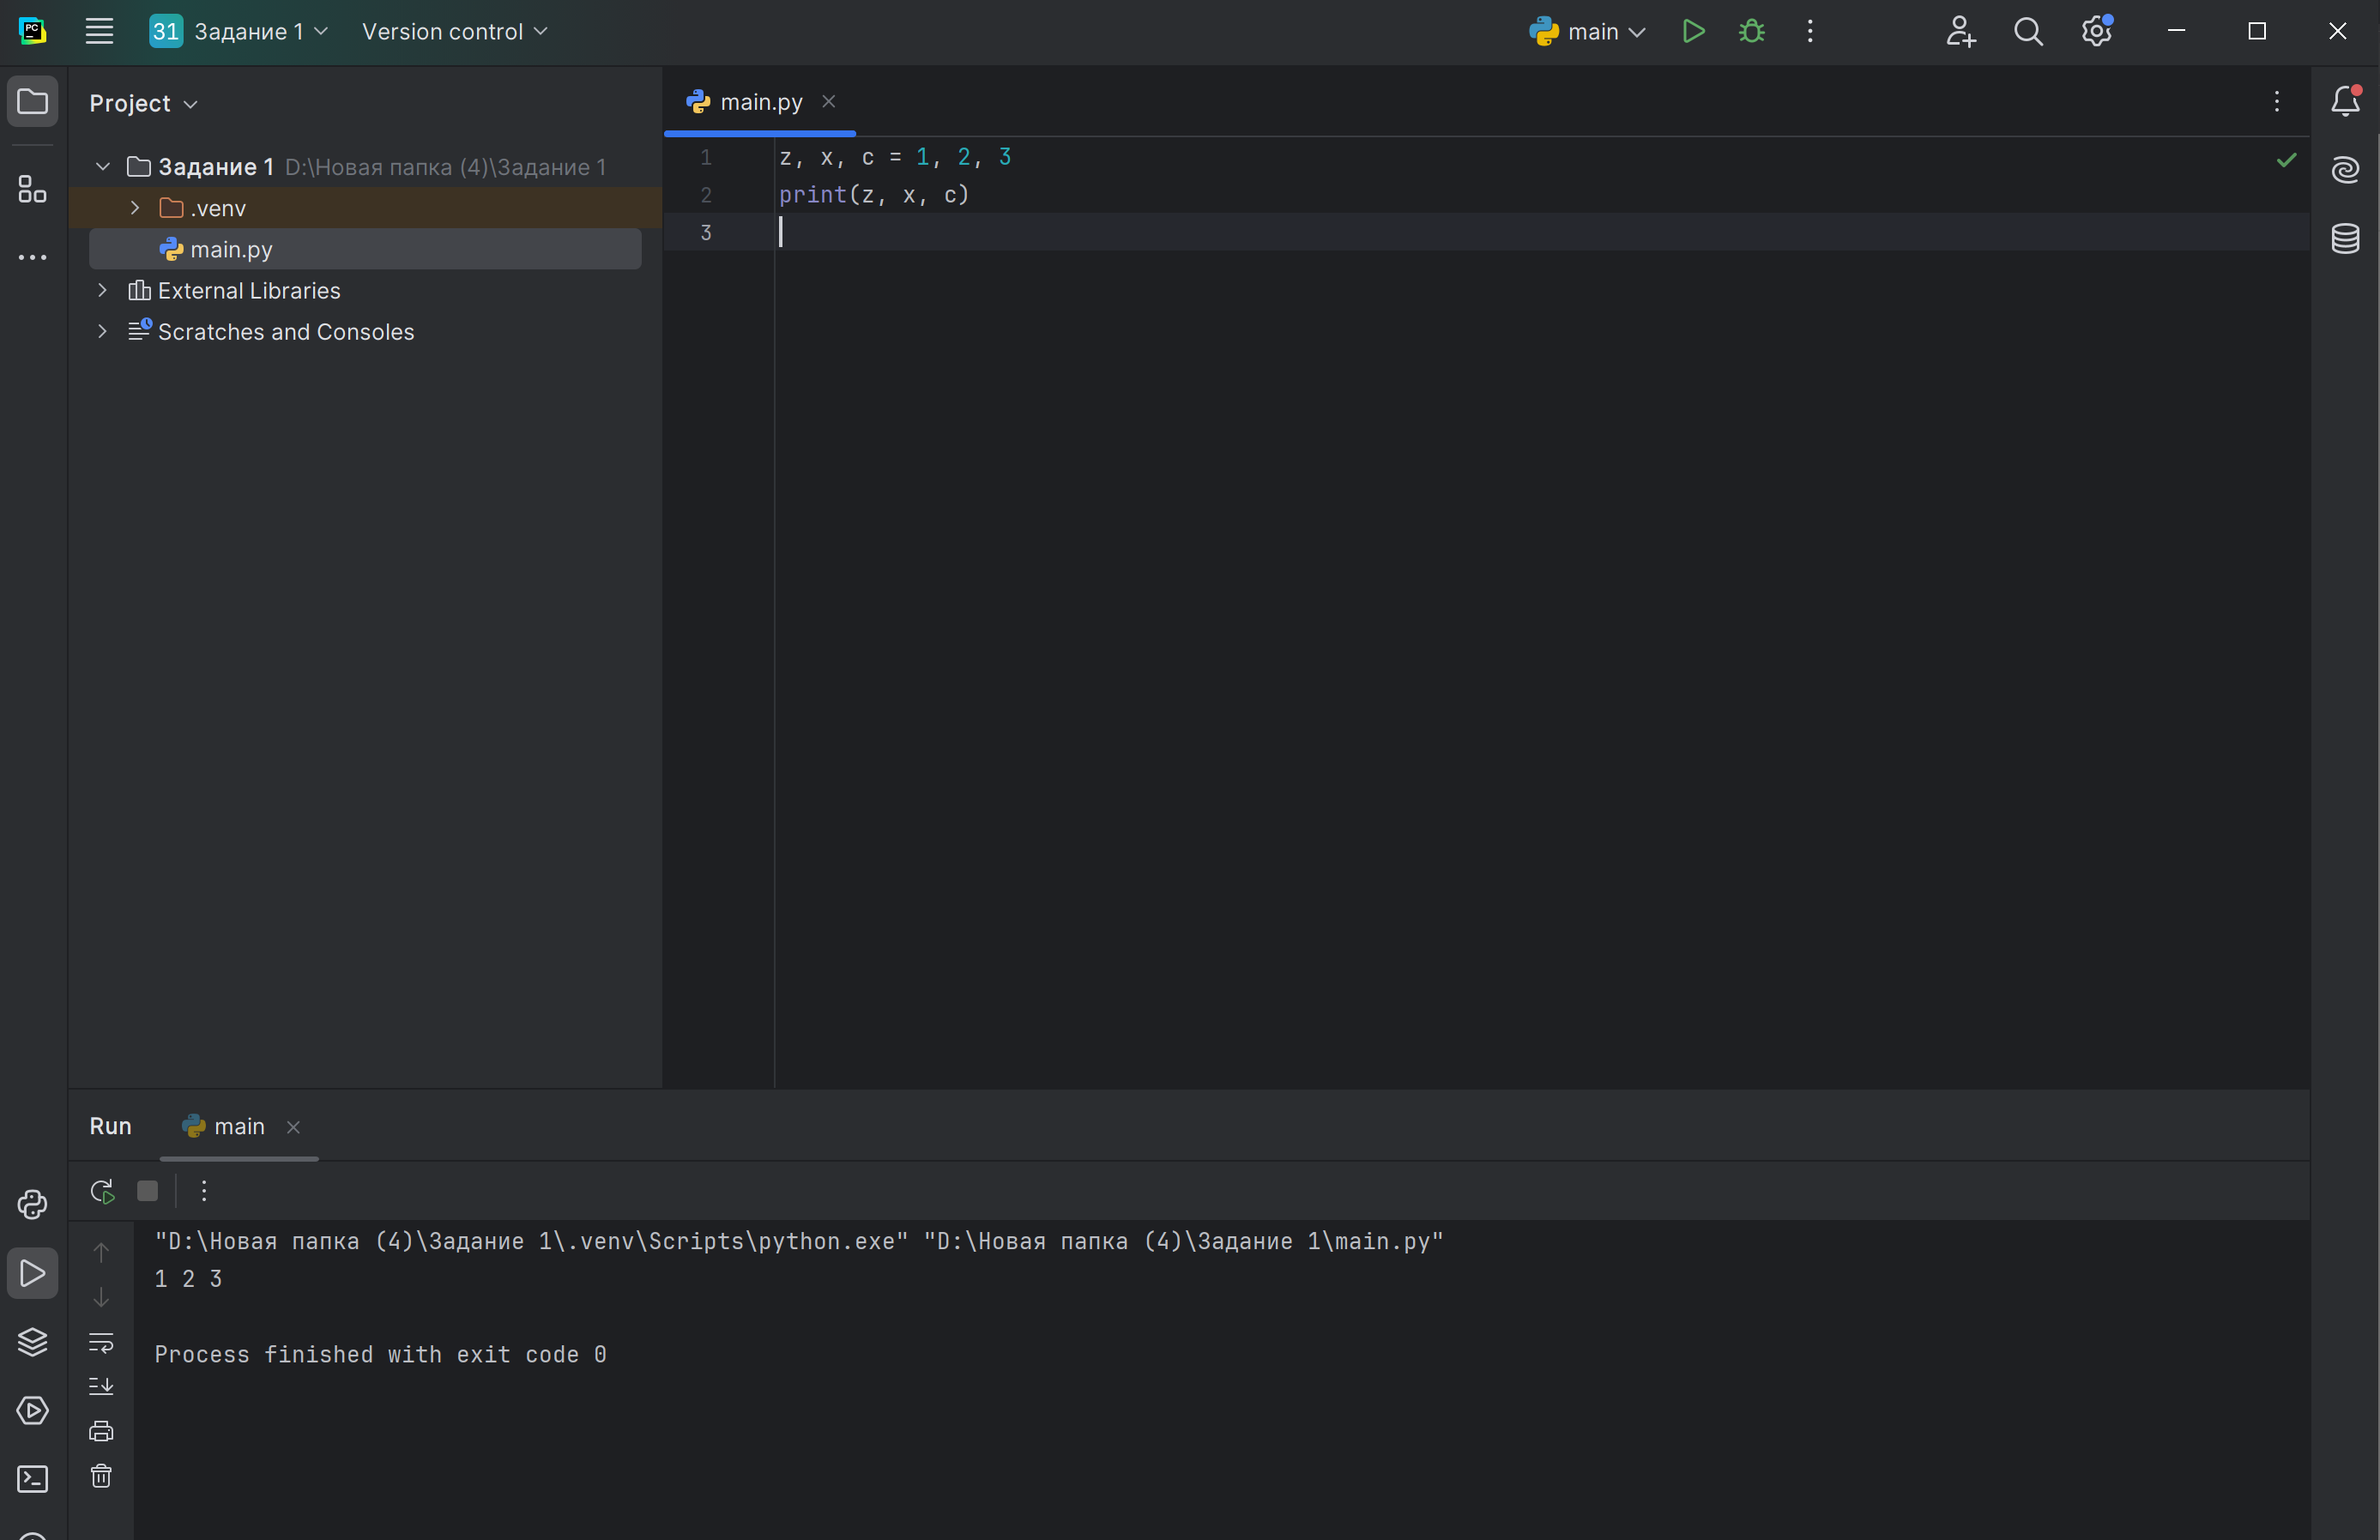 PC
31 Задание 1 Version control main
Project
Задание 1 D:\Новая папка (4)\Задание 1
.venv
main.py
External Libraries
Scratches and Consoles
main.py
1 z, x, c = 1, 2, 3
2 print(z, x, c)
3
Run main
"D:\Новая папка (4)\Задание 1\.venv\Scripts\python.exe" "D:\Новая папка (4)\Задание 1\main.py"
1 2 3
Process finished with exit code 0